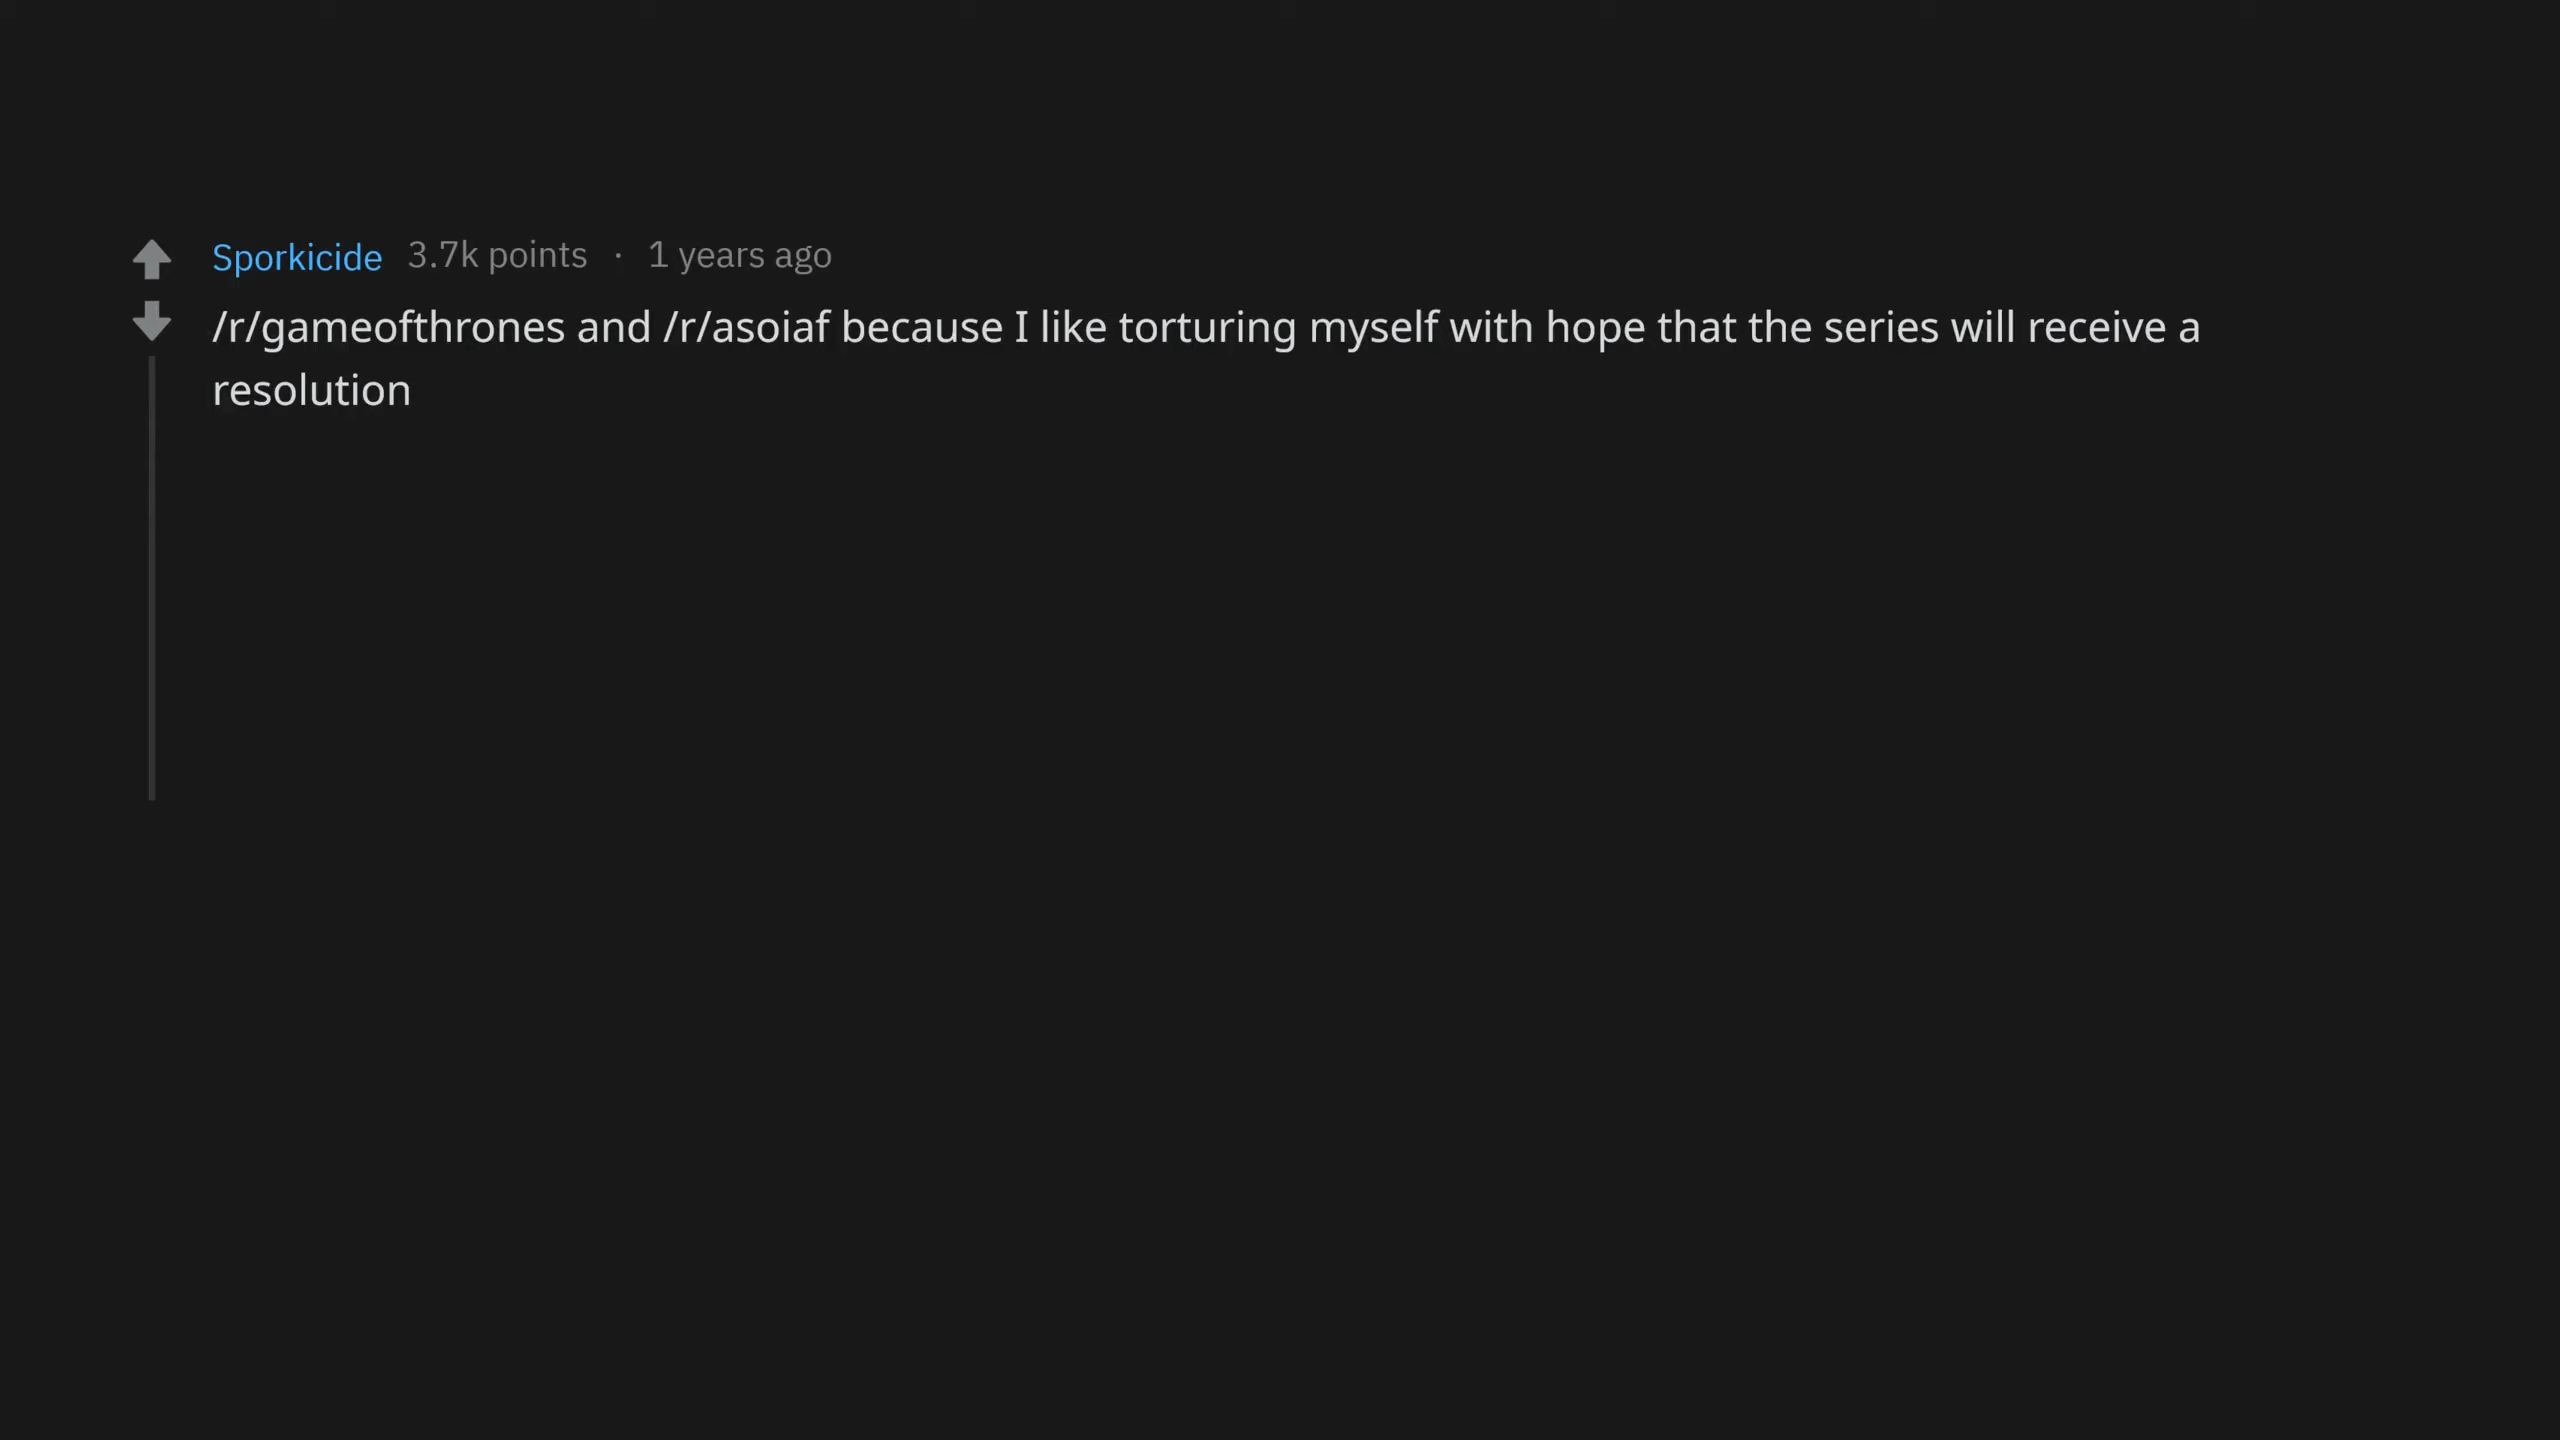 Sporkicide 3.7k points · 1 years ago
/r/gameofthrones and /r/asoiaf because I like torturing myself with hope that the series will receive a
resolution